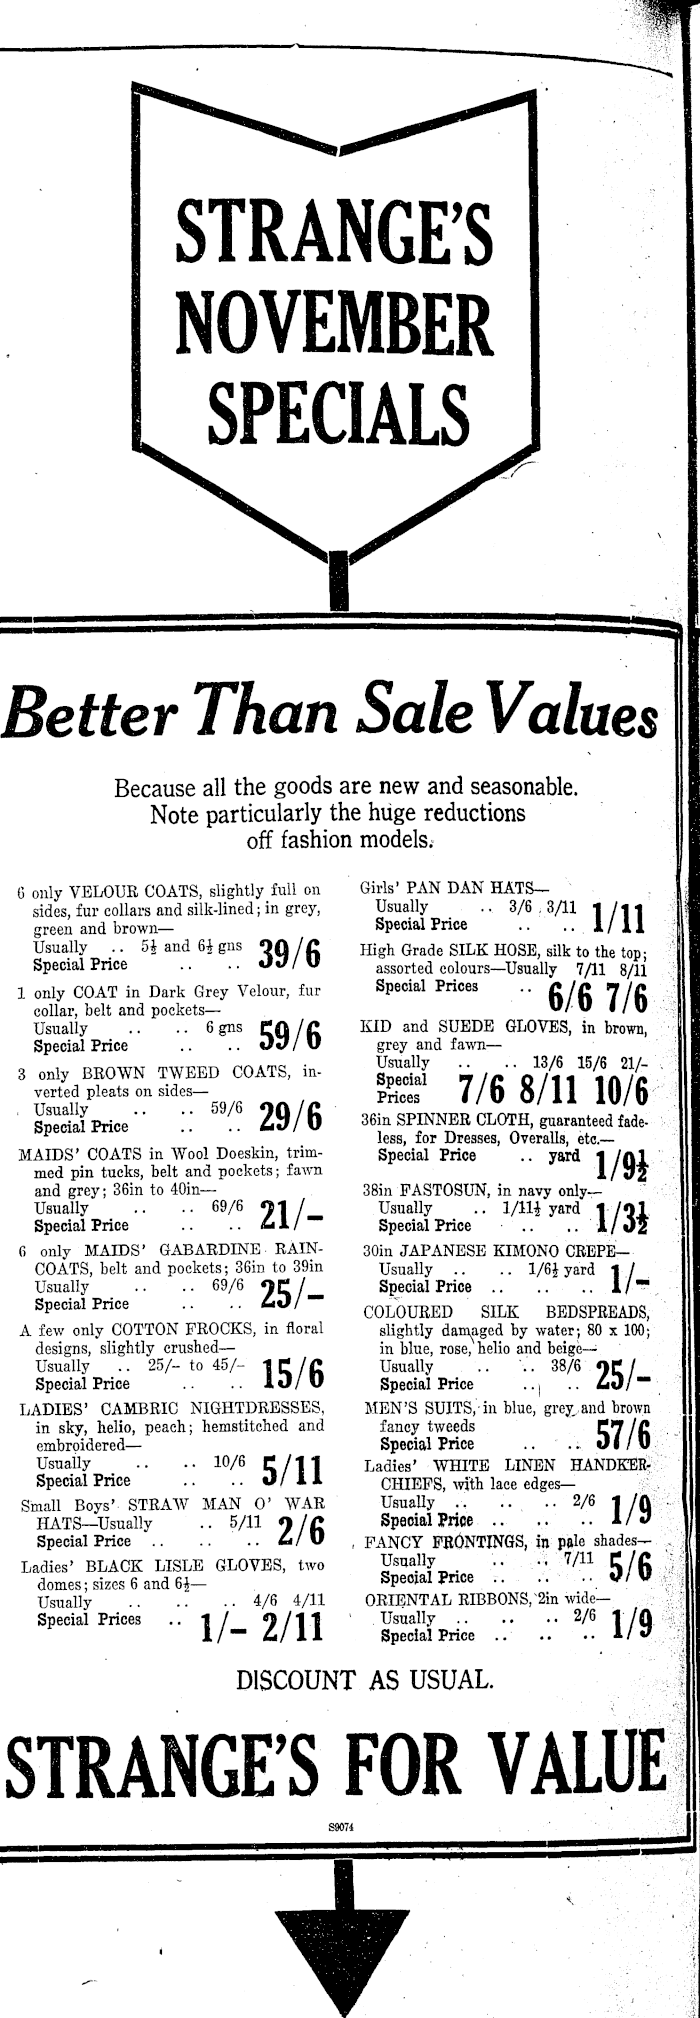 STRANGE'S
NOVEMBER
SPECIALS
Better Than Sale Values
Because all the goods are new and seasonable.
Note particularly the huge reductions
off fashion models.
6 only VELOUR COATS, slightly full on
sides, fur collars and silk-lined; in grey,
green and brown—
Usually .. 5½ and 6½ gns
Special Price .. .. 39/6
1 only COAT in Dark Grey Velour, fur
collar, belt and pockets—
Usually .. .. 6 gns
Special Price .. .. 59/6
3 only BROWN TWEED COATS, in-
verted pleats on sides—
Usually .. .. 59/6
Special Price .. .. 29/6
MAIDS' COATS in Wool Doeskin, trim-
med pin tucks, belt and pockets; fawn
and grey; 36in to 40in—
Usually .. .. 69/6
Special Price .. .. 21/-
6 only MAIDS' GABARDINE RAIN-
COATS, belt and pockets; 36in to 39in
Usually .. .. 69/6
Special Price .. .. 25/-
A few only COTTON FROCKS, in floral
designs, slightly crushed—
Usually .. 25/- to 45/-
Special Price .. .. 15/6
LADIES' CAMBRIC NIGHTDRESSES,
in sky, helio, peach; hemstitched and
embroidered—
Usually .. .. 10/6
Special Price .. .. 5/11
Small Boys' STRAW MAN O' WAR
HATS—Usually .. 5/11
Special Price .. .. .. 2/6
Ladies' BLACK LISLE GLOVES, two
domes; sizes 6 and 6½—
Usually .. .. .. 4/6 4/11
Special Prices .. 1/- 2/11
Girls' PAN DAN HATS—
Usually .. 3/6 3/11
Special Price .. .. 1/11
High Grade SILK HOSE, silk to the top;
assorted colours—Usually 7/11 8/11
Special Prices .. 6/6 7/6
KID and SUEDE GLOVES, in brown,
grey and fawn—
Usually .. .. 13/6 15/6 21/-
Special
Prices 7/6 8/11 10/6
36in SPINNER CLOTH, guaranteed fade-
less, for Dresses, Overalls, etc.—
Special Price .. yard 1/9½
38in FASTOSUN, in navy only—
Usually .. 1/11½ yard
Special Price .. .. 1/3½
30in JAPANESE KIMONO CREPE—
Usually .. .. 1/6½ yard
Special Price .. .. .. 1/-
COLOURED SILK BEDSPREADS,
slightly damaged by water; 80 x 100;
in blue, rose, helio and beige—
Usually .. .. 38/6
Special Price .. .. 25/-
MEN'S SUITS, in blue, grey and brown
fancy tweeds
Special Price .. .. 57/6
Ladies' WHITE LINEN HANDKER-
CHIEFS, with lace edges—
Usually .. .. .. 2/6
Special Price .. .. .. 1/9
FANCY FRONTINGS, in pale shades—
Usually .. .. 7/11
Special Price .. .. .. 5/6
ORIENTAL RIBBONS, 2in wide—
Usually .. .. .. 2/6
Special Price .. .. .. 1/9
DISCOUNT AS USUAL.
STRANGE'S FOR VALUE
S9074